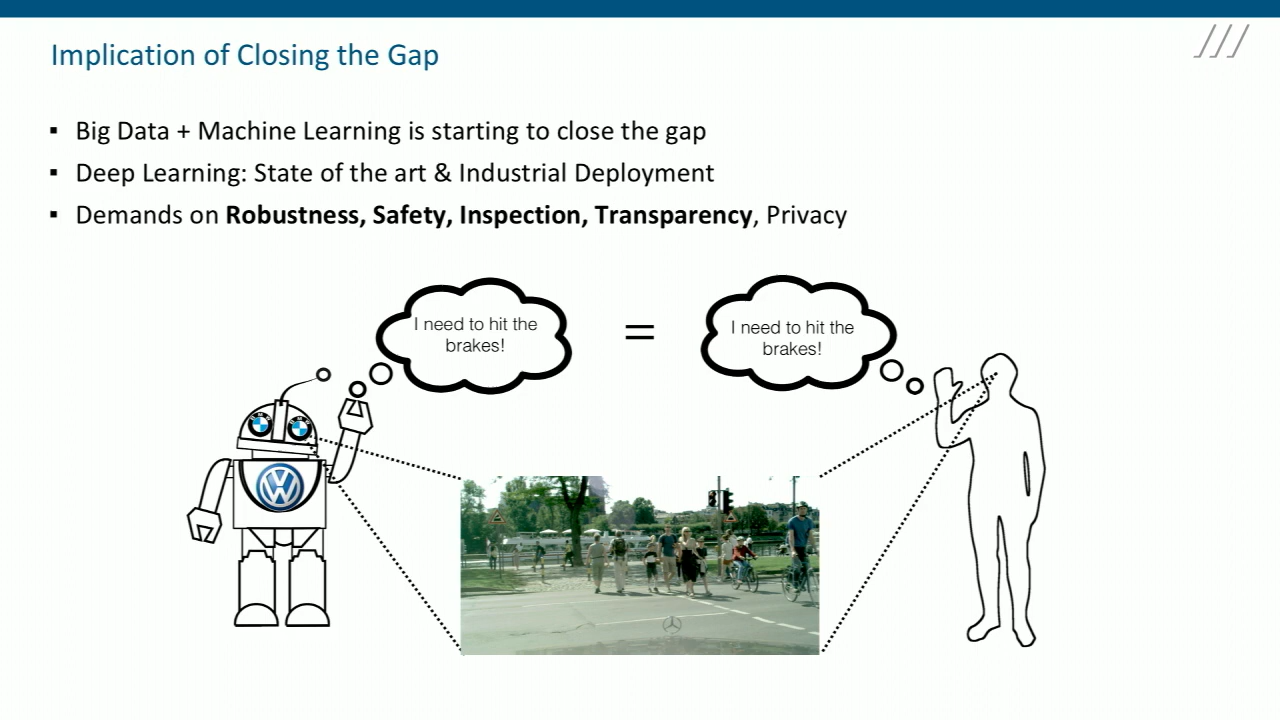 Implication of Closing the Gap
▪ Big Data + Machine Learning is starting to close the gap
▪ Deep Learning: State of the art & Industrial Deployment
▪ Demands on Robustness, Safety, Inspection, Transparency, Privacy
I need to hit the
brakes!
=
I need to hit the
brakes!